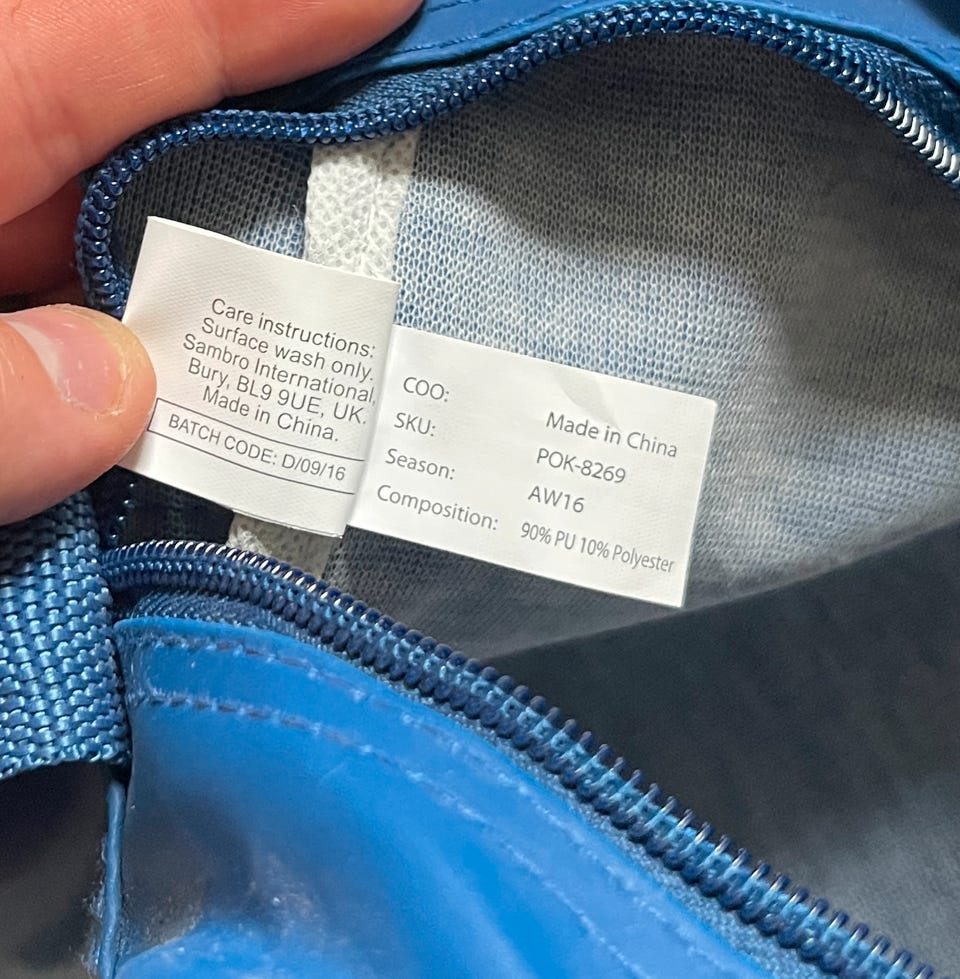 Care instructions:
Surface wash only.
Sambro International,
Bury, BL9 9UE, UK.
Made in China.
BATCH CODE: D/09/16
COO: Made in China
SKU: POK-8269
Season: AW16
Composition: 90% PU 10% Polyester